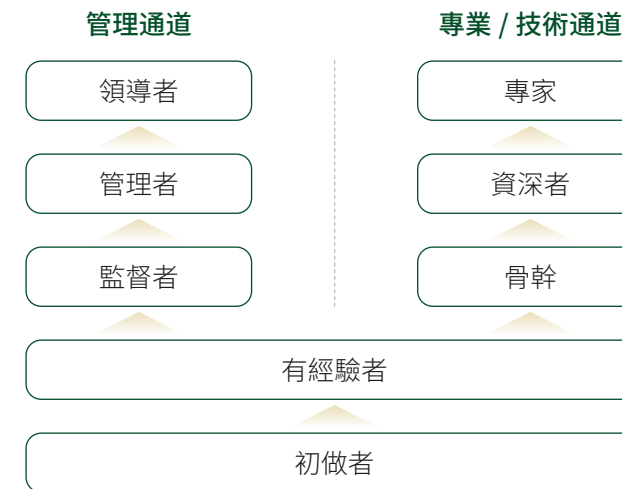 管理通道
專業 / 技術通道
領導者
專家
管理者
資深者
監督者
骨幹
有經驗者
初做者